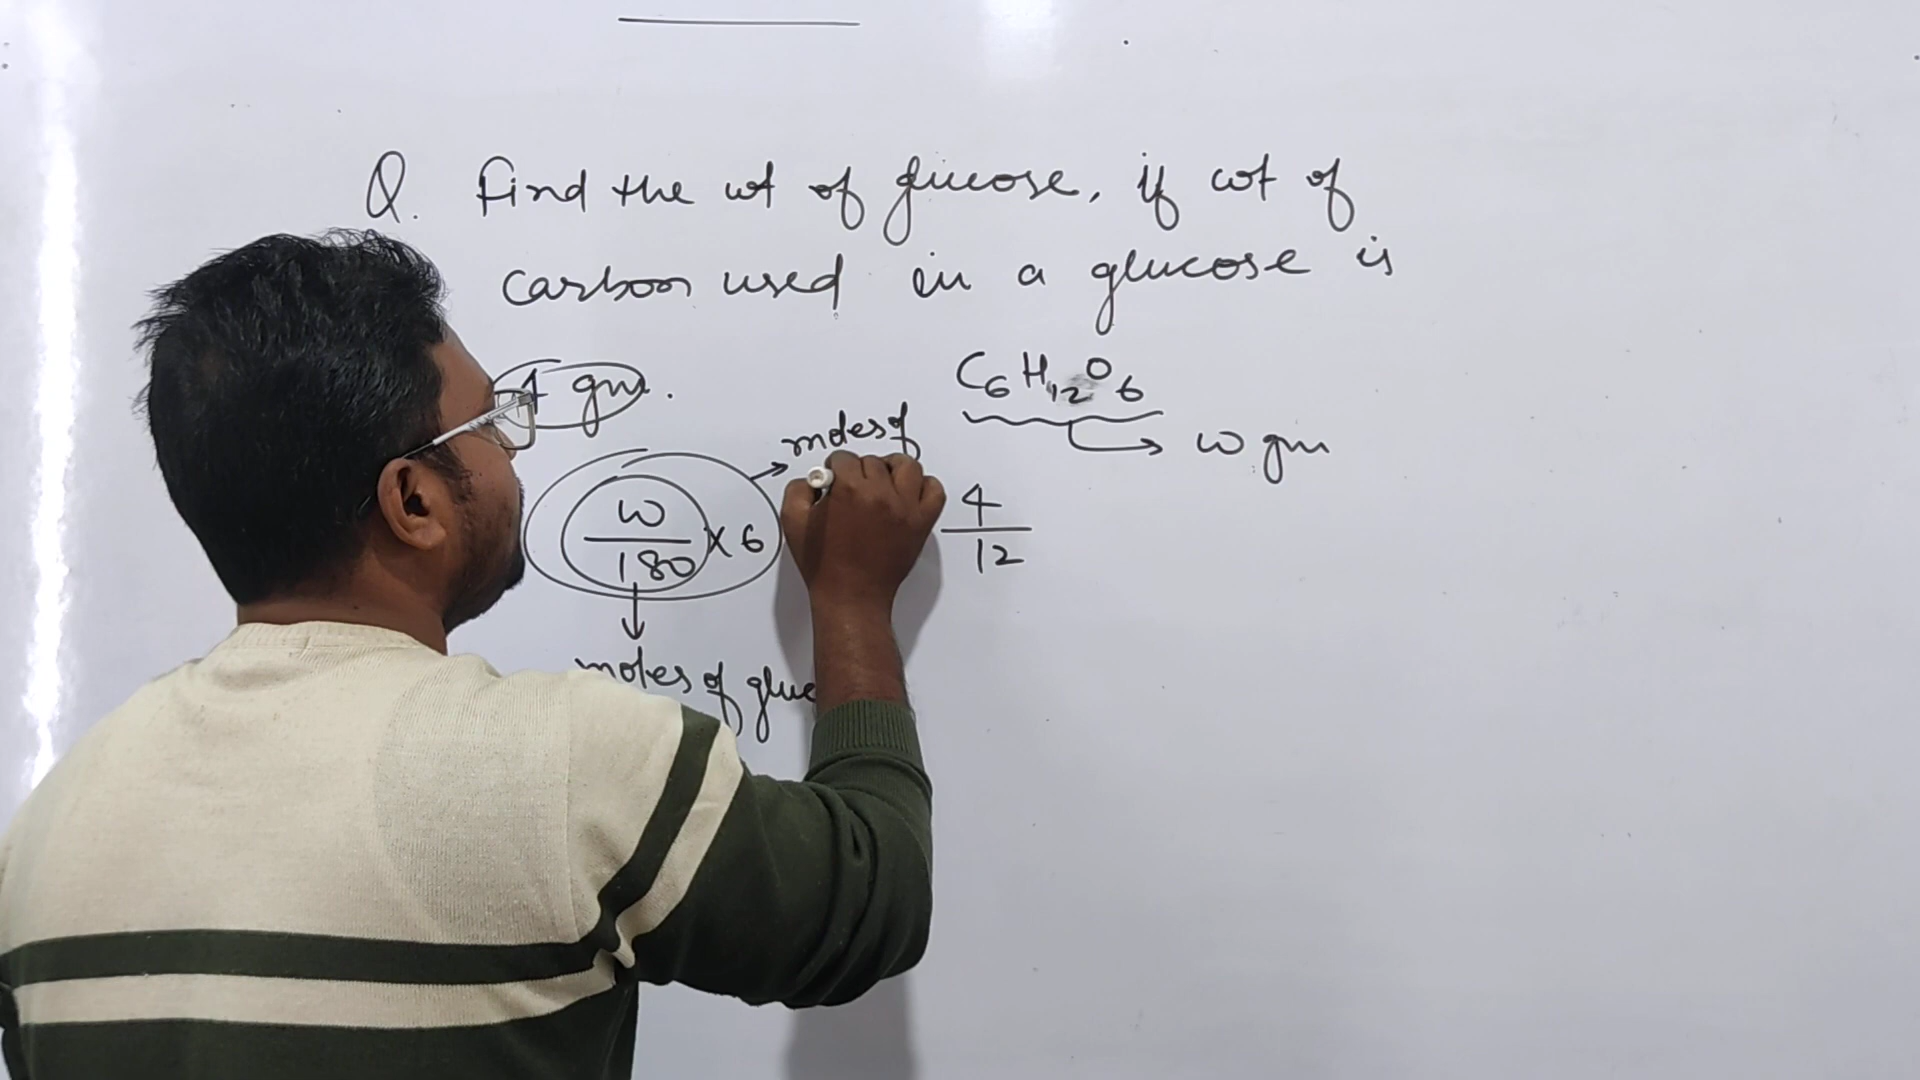 Q. Find the wt of glucose, if wt of
carbon used in a glucose is
4 gm.
C6H12O6
w gm
moles of
w/180 × 6
4/12
moles of